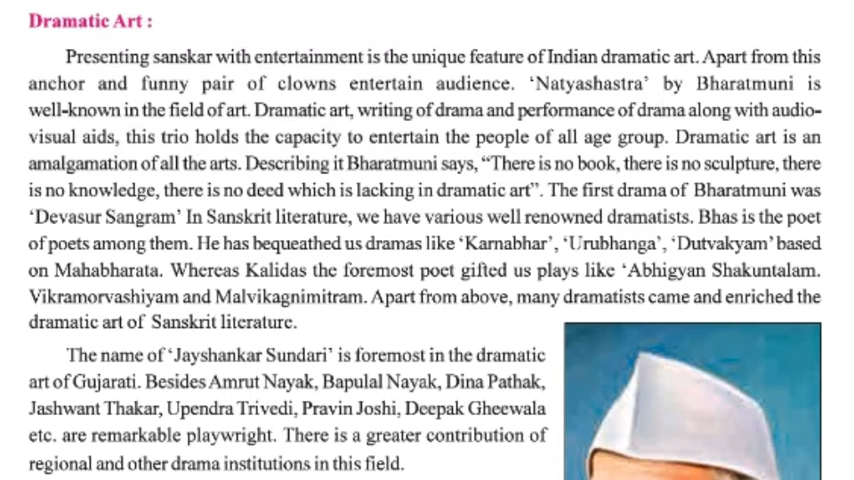 Dramatic Art :
Presenting sanskar with entertainment is the unique feature of Indian dramatic art. Apart from this
anchor and funny pair of clowns entertain audience. ‘Natyashastra’ by Bharatmuni is
well-known in the field of art. Dramatic art, writing of drama and performance of drama along with audio-
visual aids, this trio holds the capacity to entertain the people of all age group. Dramatic art is an
amalgamation of all the arts. Describing it Bharatmuni says, “There is no book, there is no sculpture, there
is no knowledge, there is no deed which is lacking in dramatic art”. The first drama of Bharatmuni was
‘Devasur Sangram’ In Sanskrit literature, we have various well renowned dramatists. Bhas is the poet
of poets among them. He has bequeathed us dramas like ‘Karnabhar’, ‘Urubhanga’, ‘Dutvakyam’ based
on Mahabharata. Whereas Kalidas the foremost poet gifted us plays like ‘Abhigyan Shakuntalam.
Vikramorvashiyam and Malvikagnimitram. Apart from above, many dramatists came and enriched the
dramatic art of Sanskrit literature.
The name of ‘Jayshankar Sundari’ is foremost in the dramatic
art of Gujarati. Besides Amrut Nayak, Bapulal Nayak, Dina Pathak,
Jashwant Thakar, Upendra Trivedi, Pravin Joshi, Deepak Gheewala
etc. are remarkable playwright. There is a greater contribution of
regional and other drama institutions in this field.